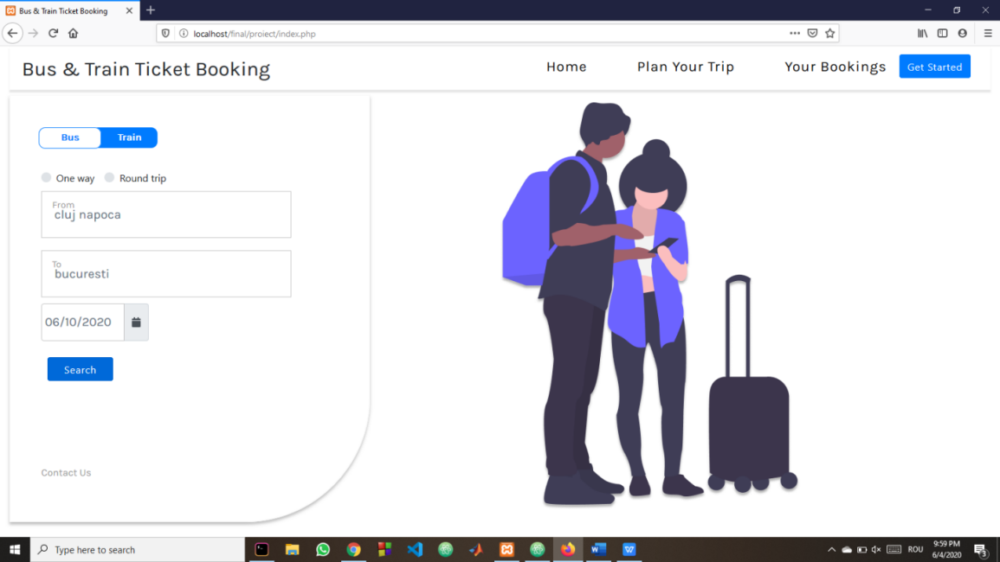 Bus & Train Ticket Booking
localhost/final/proiect/index.php
Bus & Train Ticket Booking
Home
Plan Your Trip
Your Bookings
Get Started
Bus
Train
One way
Round trip
From
cluj napoca
To
bucuresti
06/10/2020
Search
Contact Us
Type here to search
ROU
9:59 PM
6/4/2020
3